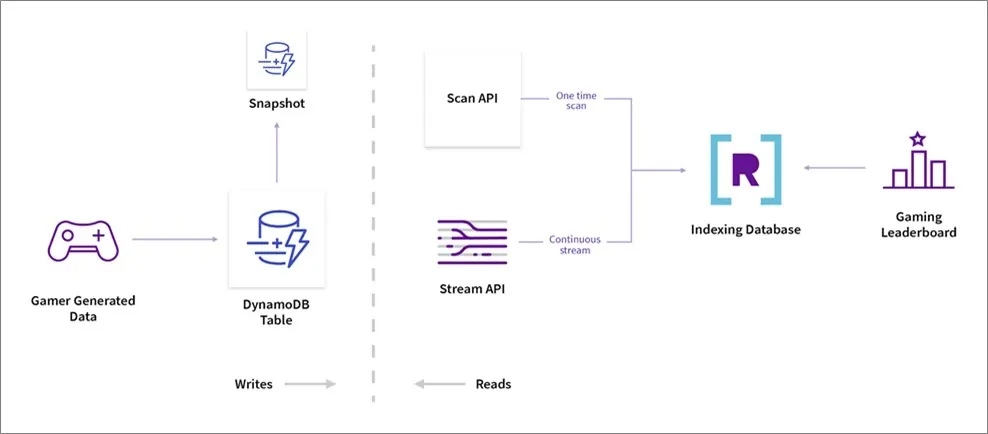 Snapshot
Scan API
One time
scan
R
Indexing Database
Gaming
Leaderboard
Gamer Generated
Data
DynamoDB
Table
Stream API
Continuous
stream
Writes
Reads